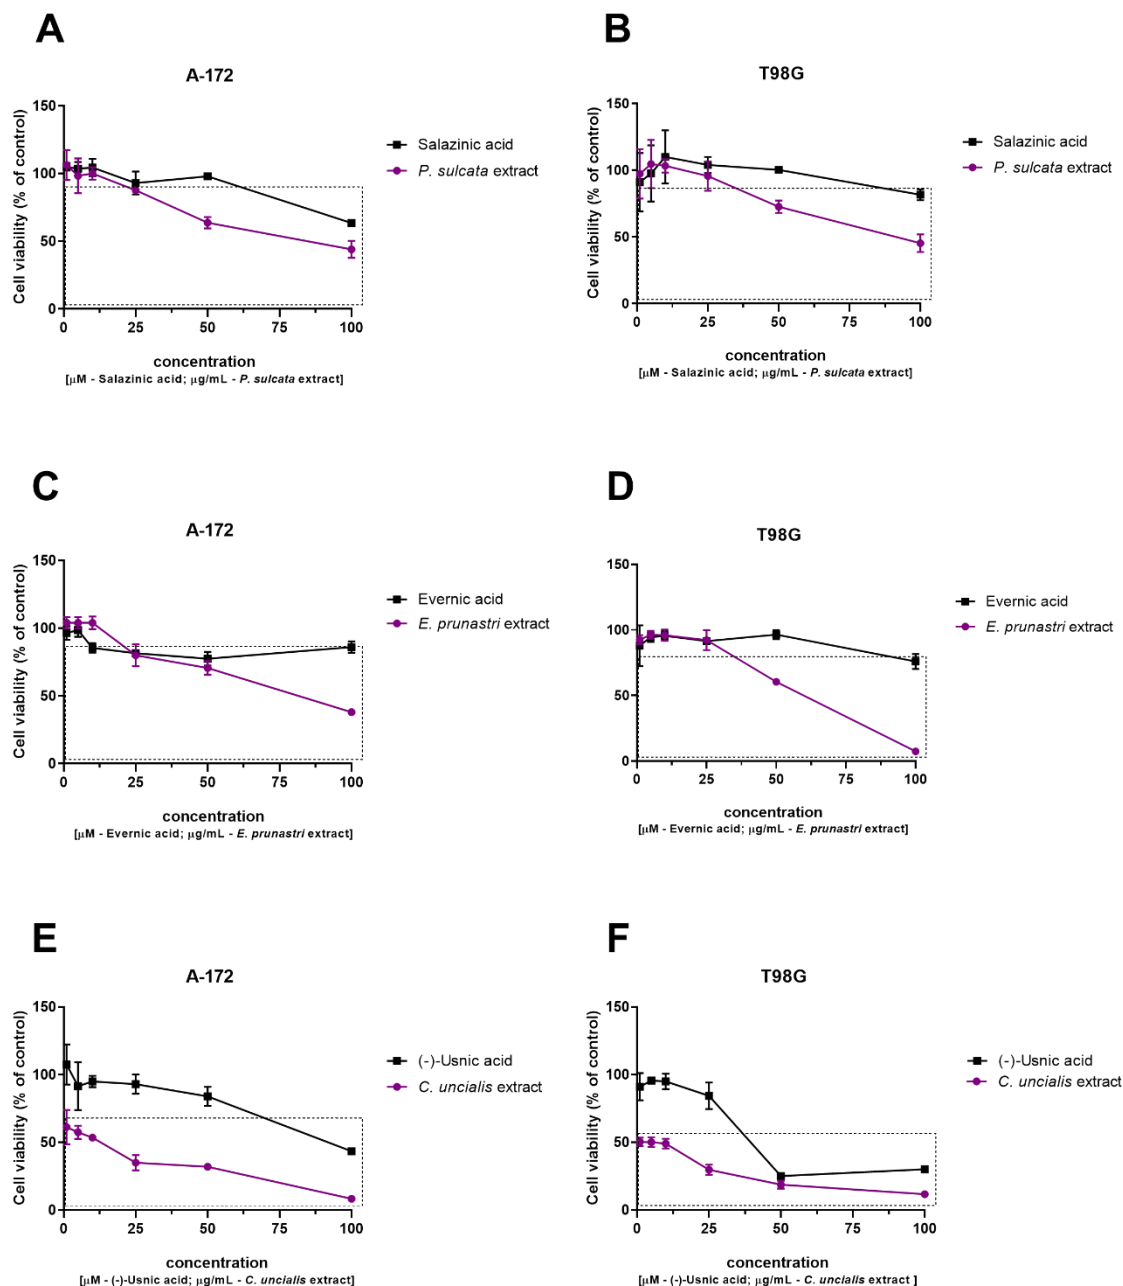 A
A-172
Cell viability (% of control)
150
100
50
0
0 25 50 75 100
concentration
[μM - Salazinic acid; μg/mL - P. sulcata extract]
Salazinic acid
P. sulcata extract
B
T98G
Cell viability (% of control)
150
100
50
0
0 25 50 75 100
concentration
[μM - Salazinic acid; μg/mL - P. sulcata extract]
Salazinic acid
P. sulcata extract
C
A-172
Cell viability (% of control)
150
100
50
0
0 25 50 75 100
concentration
[μM - Evernic acid; μg/mL - E. prunastri extract]
Evernic acid
E. prunastri extract
D
T98G
Cell viability (% of control)
150
100
50
0
0 25 50 75 100
concentration
[μM - Evernic acid; μg/mL - E. prunastri extract]
Evernic acid
E. prunastri extract
E
A-172
Cell viability (% of control)
150
100
50
0
0 25 50 75 100
concentration
[μM - (-)-Usnic acid; μg/mL - C. uncialis extract]
(-)-Usnic acid
C. uncialis extract
F
T98G
Cell viability (% of control)
150
100
50
0
0 25 50 75 100
concentration
[μM - (-)-Usnic acid; μg/mL - C. uncialis extract ]
(-)-Usnic acid
C. uncialis extract